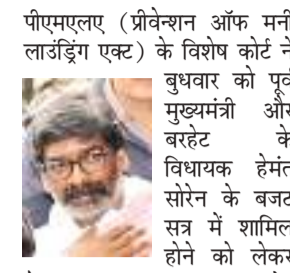 पीएमएलए (प्रीवेन्शन ऑफ मनी
लाउंड्रिंग एक्ट) के विशेष कोर्ट ने
बुधवार को पूर्व
मुख्यमंत्री और
बरहेट के
विधायक हेमंत
सोरेन के बजट
सत्र में शामिल
होने को लेकर